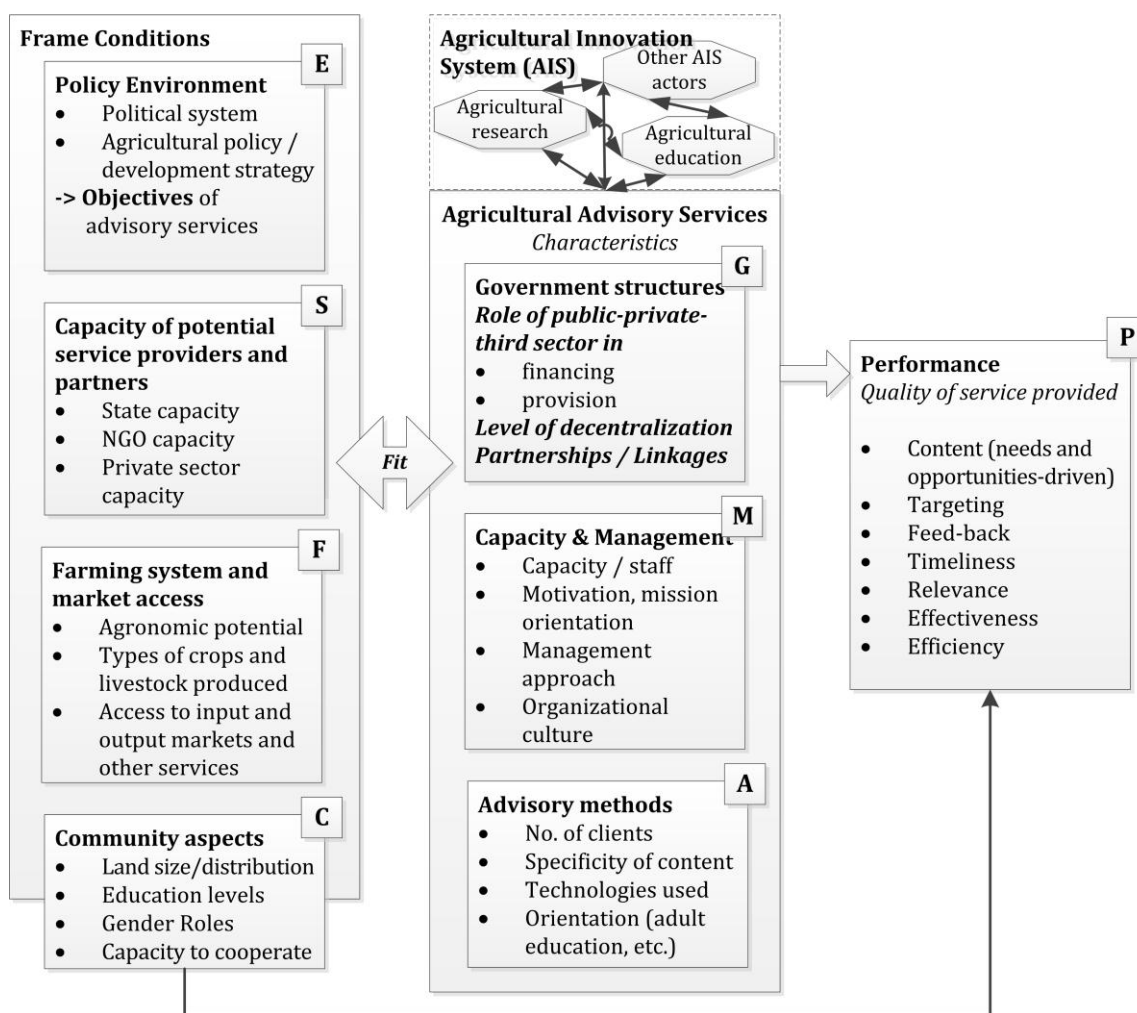 Frame Conditions
E
Policy Environment
• Political system
• Agricultural policy /
development strategy
-> Objectives of
advisory services
S
Capacity of potential
service providers and
partners
• State capacity
• NGO capacity
• Private sector
capacity
F
Farming system and
market access
• Agronomic potential
• Types of crops and
livestock produced
• Access to input and
output markets and
other services
C
Community aspects
• Land size/distribution
• Education levels
• Gender Roles
• Capacity to cooperate
Fit
Agricultural Innovation
System (AIS)
Other AIS
actors
Agricultural
research
Agricultural
education
Agricultural Advisory Services
Characteristics
G
Government structures
Role of public-private-
third sector in
• financing
• provision
Level of decentralization
Partnerships / Linkages
M
Capacity & Management
• Capacity / staff
• Motivation, mission
orientation
• Management
approach
• Organizational
culture
A
Advisory methods
• No. of clients
• Specificity of content
• Technologies used
• Orientation (adult
education, etc.)
P
Performance
Quality of service provided
• Content (needs and
opportunities-driven)
• Targeting
• Feed-back
• Timeliness
• Relevance
• Effectiveness
• Efficiency